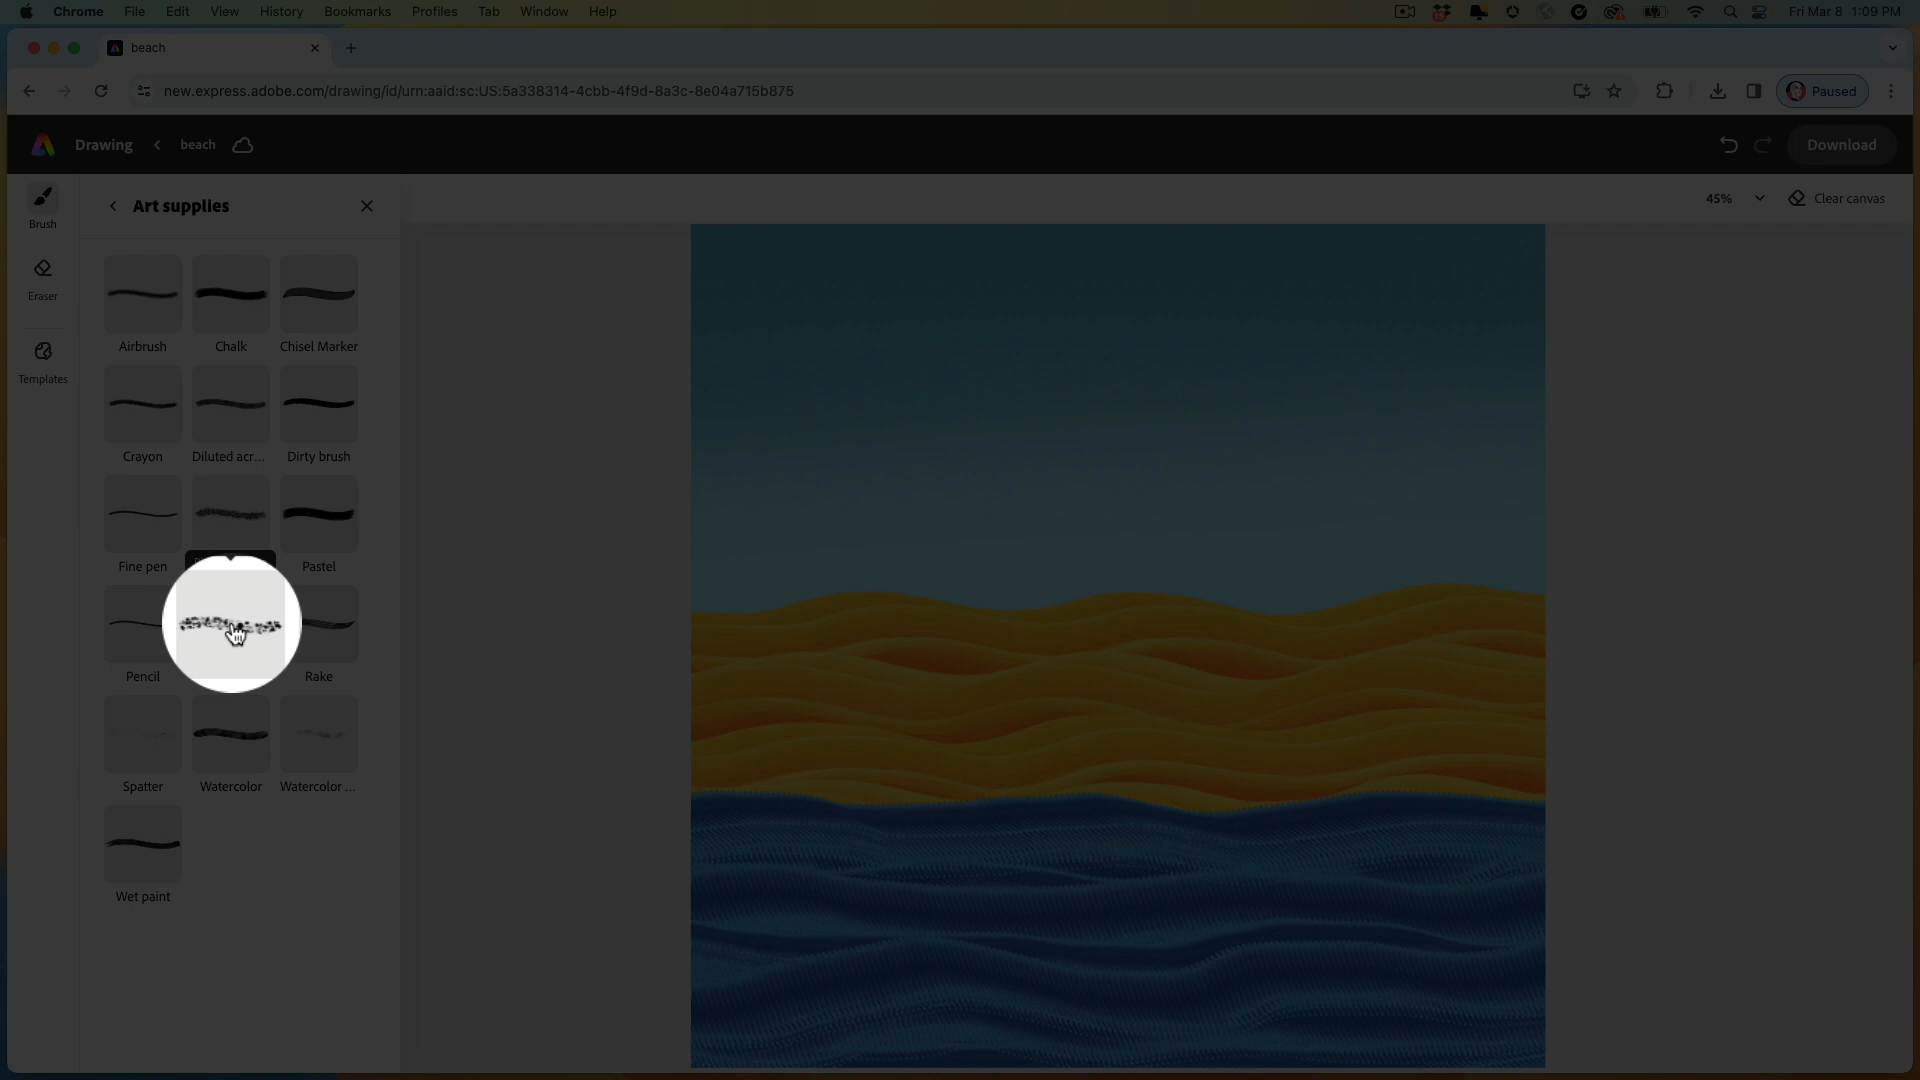 Chrome File Edit View History Bookmarks Profiles Tab Window Help Fri Mar 8 1:09 PM
beach
new.express.adobe.com/drawing/id/urn:aaid:sc:US:5a338314-4cbb-4f9d-8a3c-8e04a715b875 Paused
Drawing beach Download
Brush
Eraser
Templates
Art supplies
45% Clear canvas
Airbrush Chalk Chisel Marker
Crayon Diluted acr... Dirty brush
Fine pen Pastel
Pencil Rake
Spatter Watercolor Watercolor ...
Wet paint